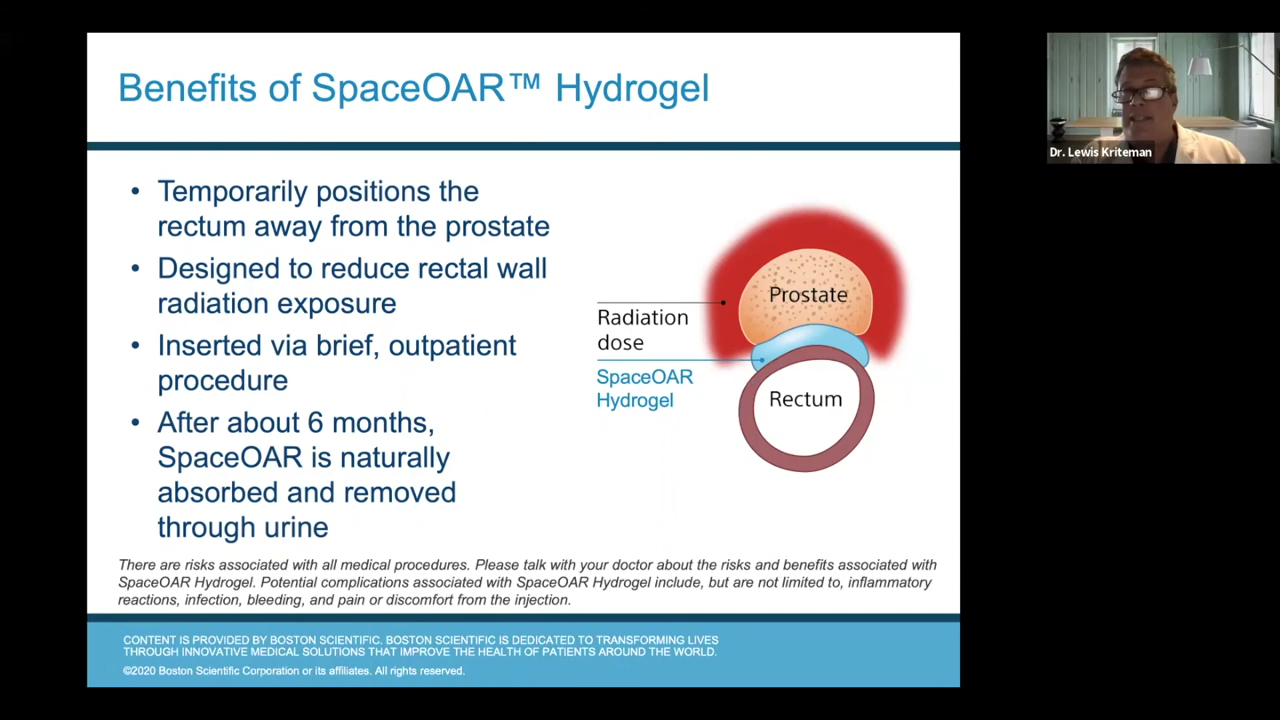 Benefits of SpaceOAR™ Hydrogel
• Temporarily positions the
rectum away from the prostate
• Designed to reduce rectal wall
radiation exposure
• Inserted via brief, outpatient
procedure
• After about 6 months,
SpaceOAR is naturally
absorbed and removed
through urine
Radiation
dose
SpaceOAR
Hydrogel
Prostate
Rectum
There are risks associated with all medical procedures. Please talk with your doctor about the risks and benefits associated with
SpaceOAR Hydrogel. Potential complications associated with SpaceOAR Hydrogel include, but are not limited to, inflammatory
reactions, infection, bleeding, and pain or discomfort from the injection.
CONTENT IS PROVIDED BY BOSTON SCIENTIFIC. BOSTON SCIENTIFIC IS DEDICATED TO TRANSFORMING LIVES
THROUGH INNOVATIVE MEDICAL SOLUTIONS THAT IMPROVE THE HEALTH OF PATIENTS AROUND THE WORLD.
©2020 Boston Scientific Corporation or its affiliates. All rights reserved.
Dr. Lewis Kriteman